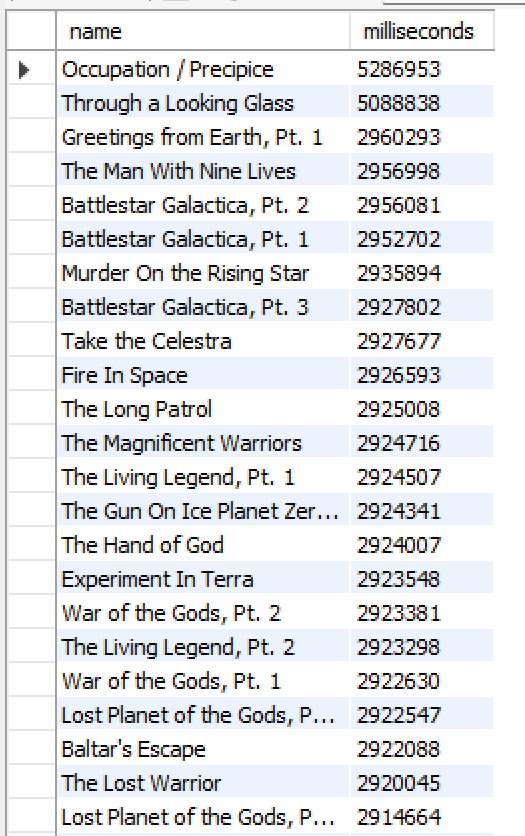 name milliseconds
Occupation / Precipice 5286953
Through a Looking Glass 5088838
Greetings from Earth, Pt. 1 2960293
The Man With Nine Lives 2956998
Battlestar Galactica, Pt. 2 2956081
Battlestar Galactica, Pt. 1 2952702
Murder On the Rising Star 2935894
Battlestar Galactica, Pt. 3 2927802
Take the Celestra 2927677
Fire In Space 2926593
The Long Patrol 2925008
The Magnificent Warriors 2924716
The Living Legend, Pt. 1 2924507
The Gun On Ice Planet Zer... 2924341
The Hand of God 2924007
Experiment In Terra 2923548
War of the Gods, Pt. 2 2923381
The Living Legend, Pt. 2 2923298
War of the Gods, Pt. 1 2922630
Lost Planet of the Gods, P... 2922547
Baltar's Escape 2922088
The Lost Warrior 2920045
Lost Planet of the Gods, P... 2914664